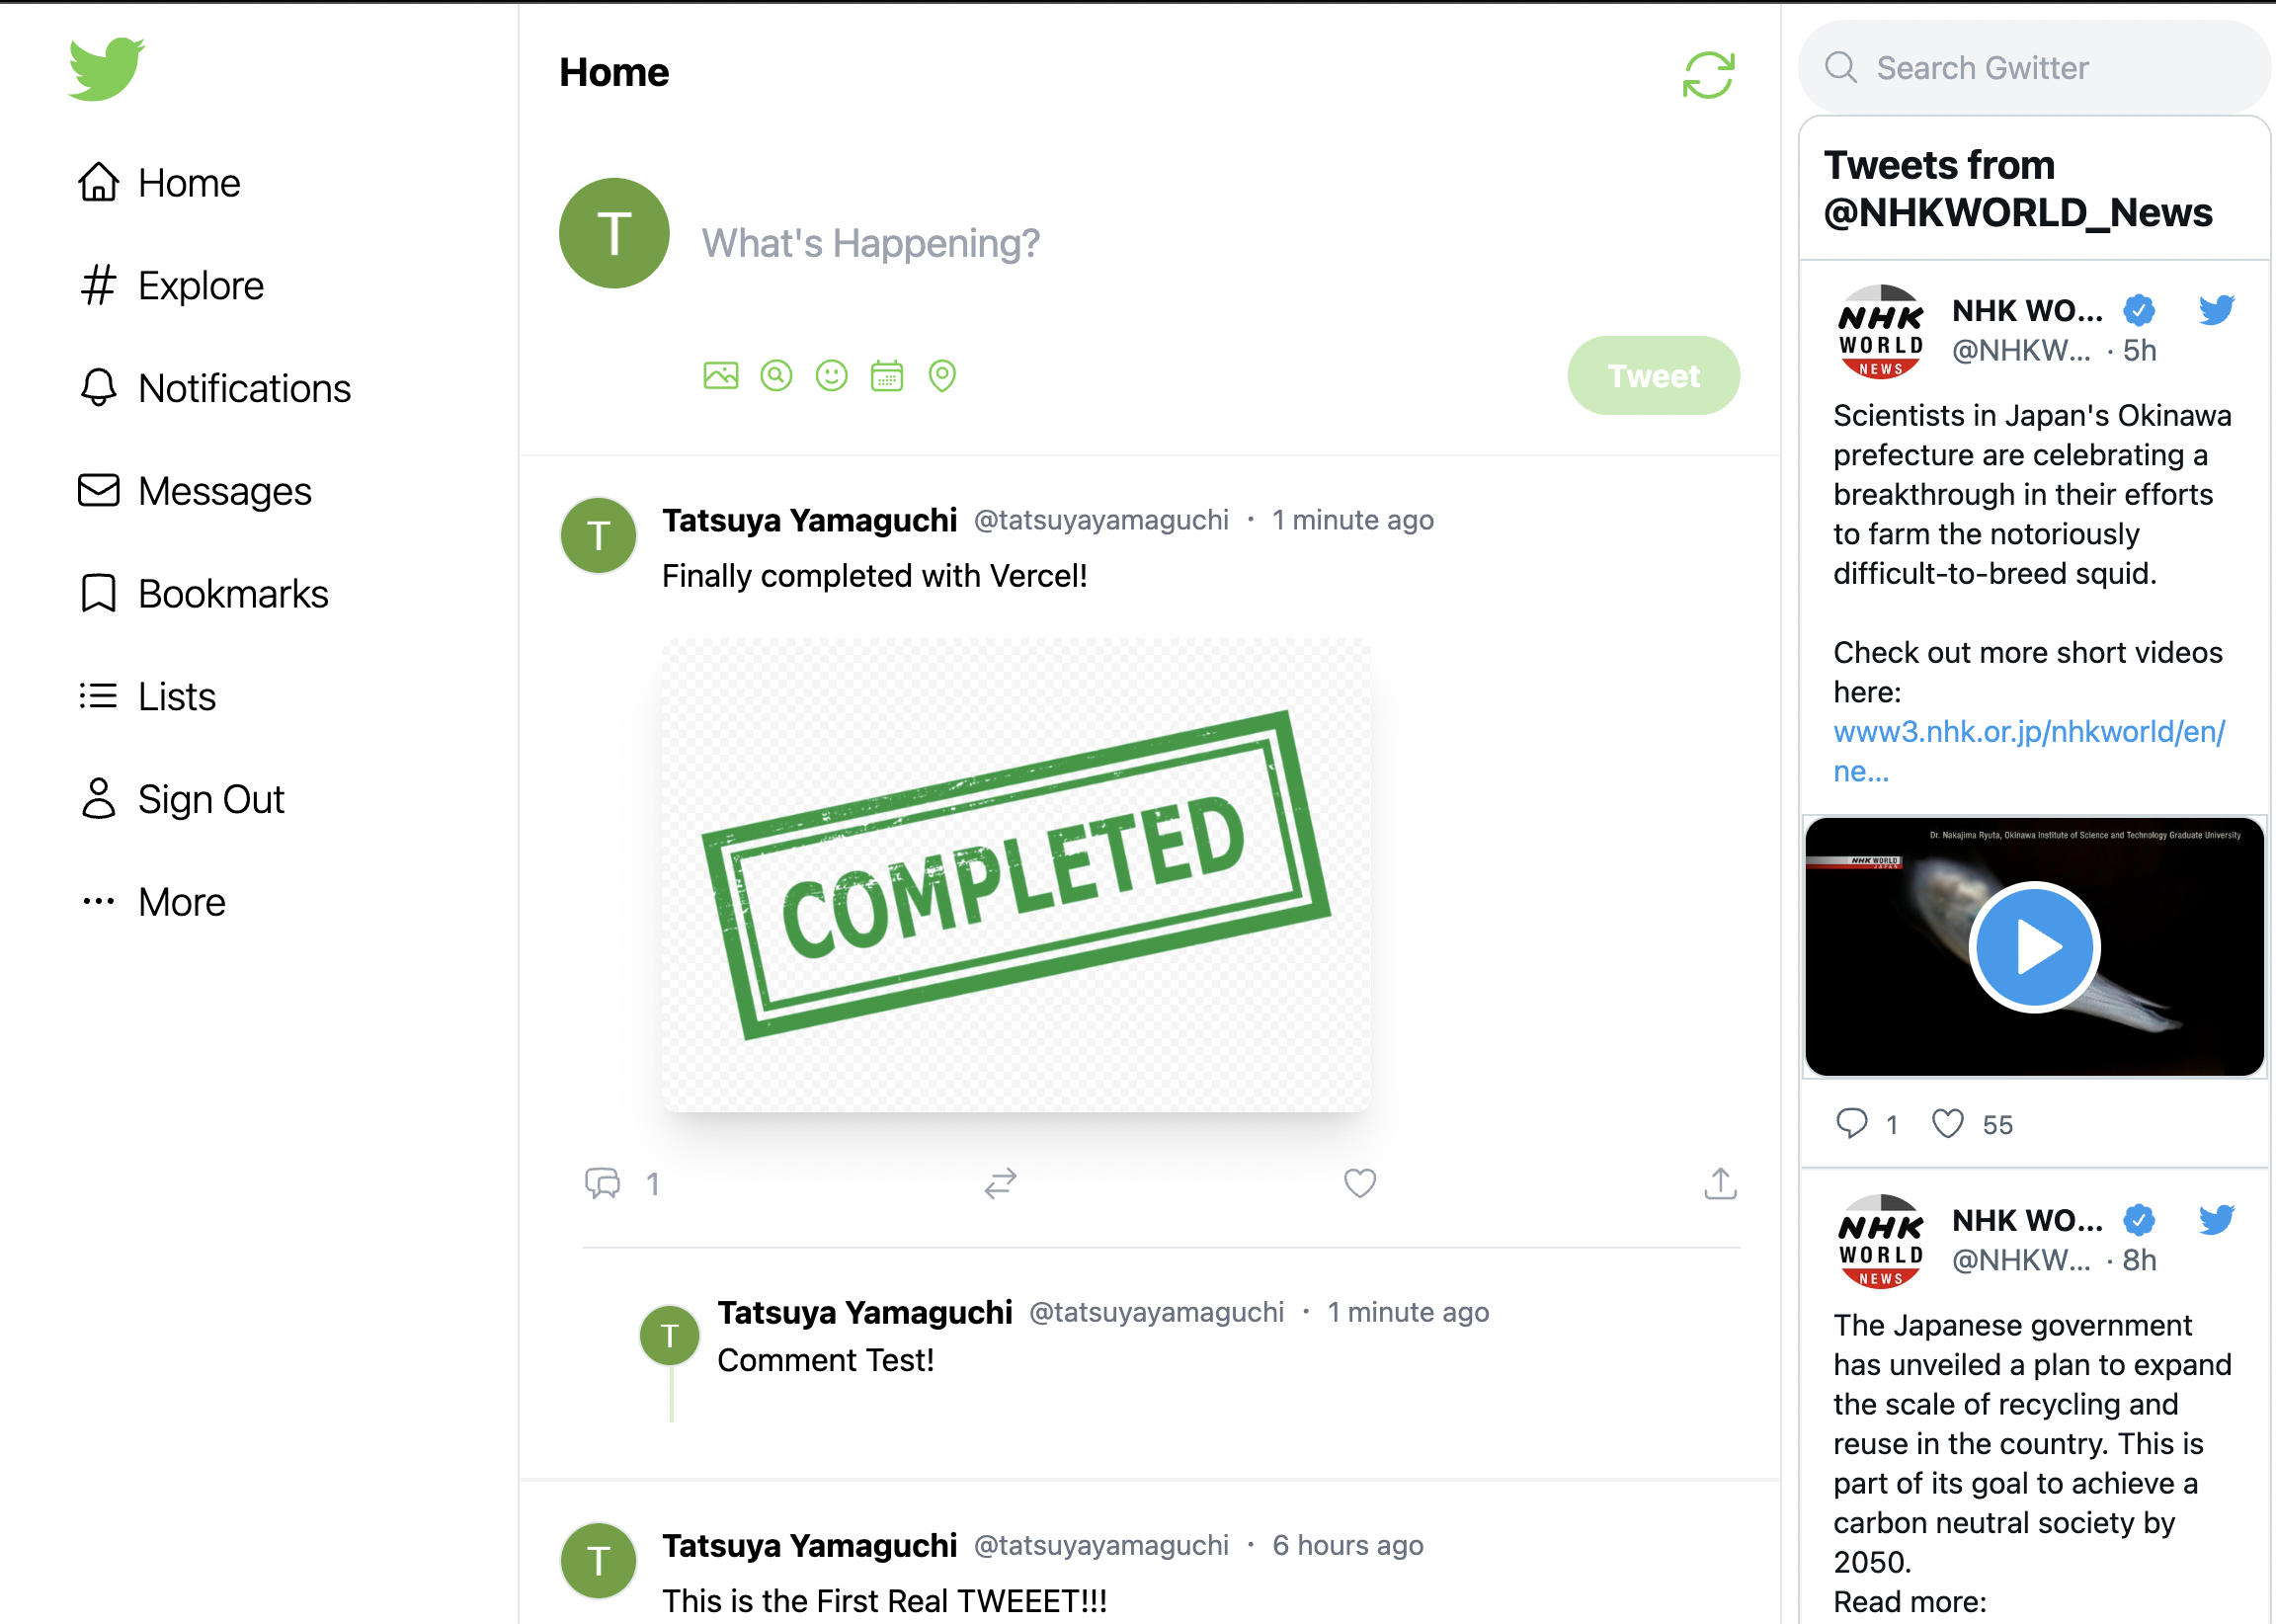 Home
Explore
Notifications
Messages
Bookmarks
Lists
Sign Out
More
Home
T
What's Happening?
Tweet
T
Tatsuya Yamaguchi @tatsuyayamaguchi · 1 minute ago
Finally completed with Vercel!
COMPLETED
1
T
Tatsuya Yamaguchi @tatsuyayamaguchi · 1 minute ago
Comment Test!
T
Tatsuya Yamaguchi @tatsuyayamaguchi · 6 hours ago
This is the First Real TWEEET!!!
Search Gwitter
Tweets from
@NHKWORLD_News
NHK
WORLD
NEWS
NHK WO...
@NHKW... · 5h
Scientists in Japan's Okinawa
prefecture are celebrating a
breakthrough in their efforts
to farm the notoriously
difficult-to-breed squid.
Check out more short videos
here:
www3.nhk.or.jp/nhkworld/en/
ne...
Dr. Nakajima Ryuta, Okinawa Institute of Science and Technology Graduate University
NHK WORLD
JAPAN
1 55
NHK
WORLD
NEWS
NHK WO...
@NHKW... · 8h
The Japanese government
has unveiled a plan to expand
the scale of recycling and
reuse in the country. This is
part of its goal to achieve a
carbon neutral society by
2050.
Read more: